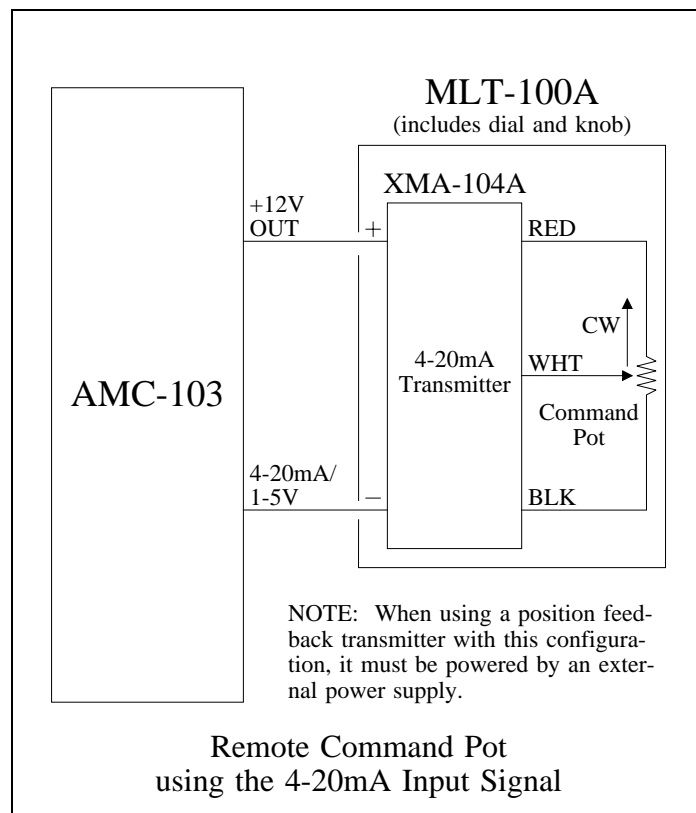 MLT-100A
(includes dial and knob)
XMA-104A
+12V
OUT
+
RED
CW
4-20mA
Transmitter
WHT
AMC-103
Command
Pot
4-20mA/
1-5V
−
BLK
NOTE: When using a position feed-
back transmitter with this configura-
tion, it must be powered by an exter-
nal power supply.
Remote Command Pot
using the 4-20mA Input Signal